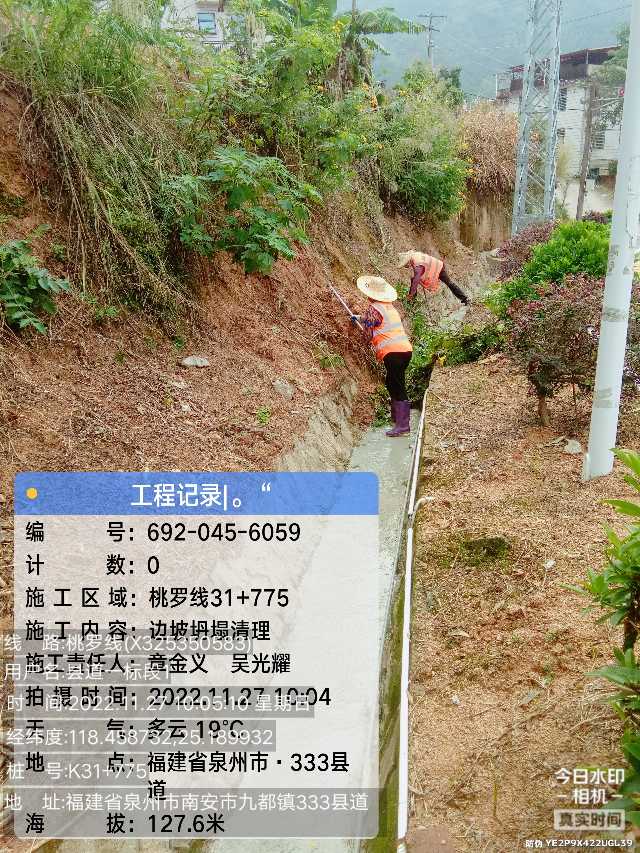 工程记录|。“
编 号：692-045-6059
计 数：0
施工区域：桃罗线31+775
施工内容：边坡坍塌清理
线 路:桃罗线(X325350583)
施工责任人：章金义 吴光耀
用户名:县道一标段1
拍摄时间：2022.11.27 10:04
时 间:2022.11.27 10:05:10 星期日
天 气：多云 19℃
经纬度:118.458732,25.189932
地 点：福建省泉州市·333县道
桩 号:K31+775
地 址:福建省泉州市南安市九都镇333县道
海 拔：127.6米
今日水印
相机
真实时间
防伪 YE2P9X422UGL39